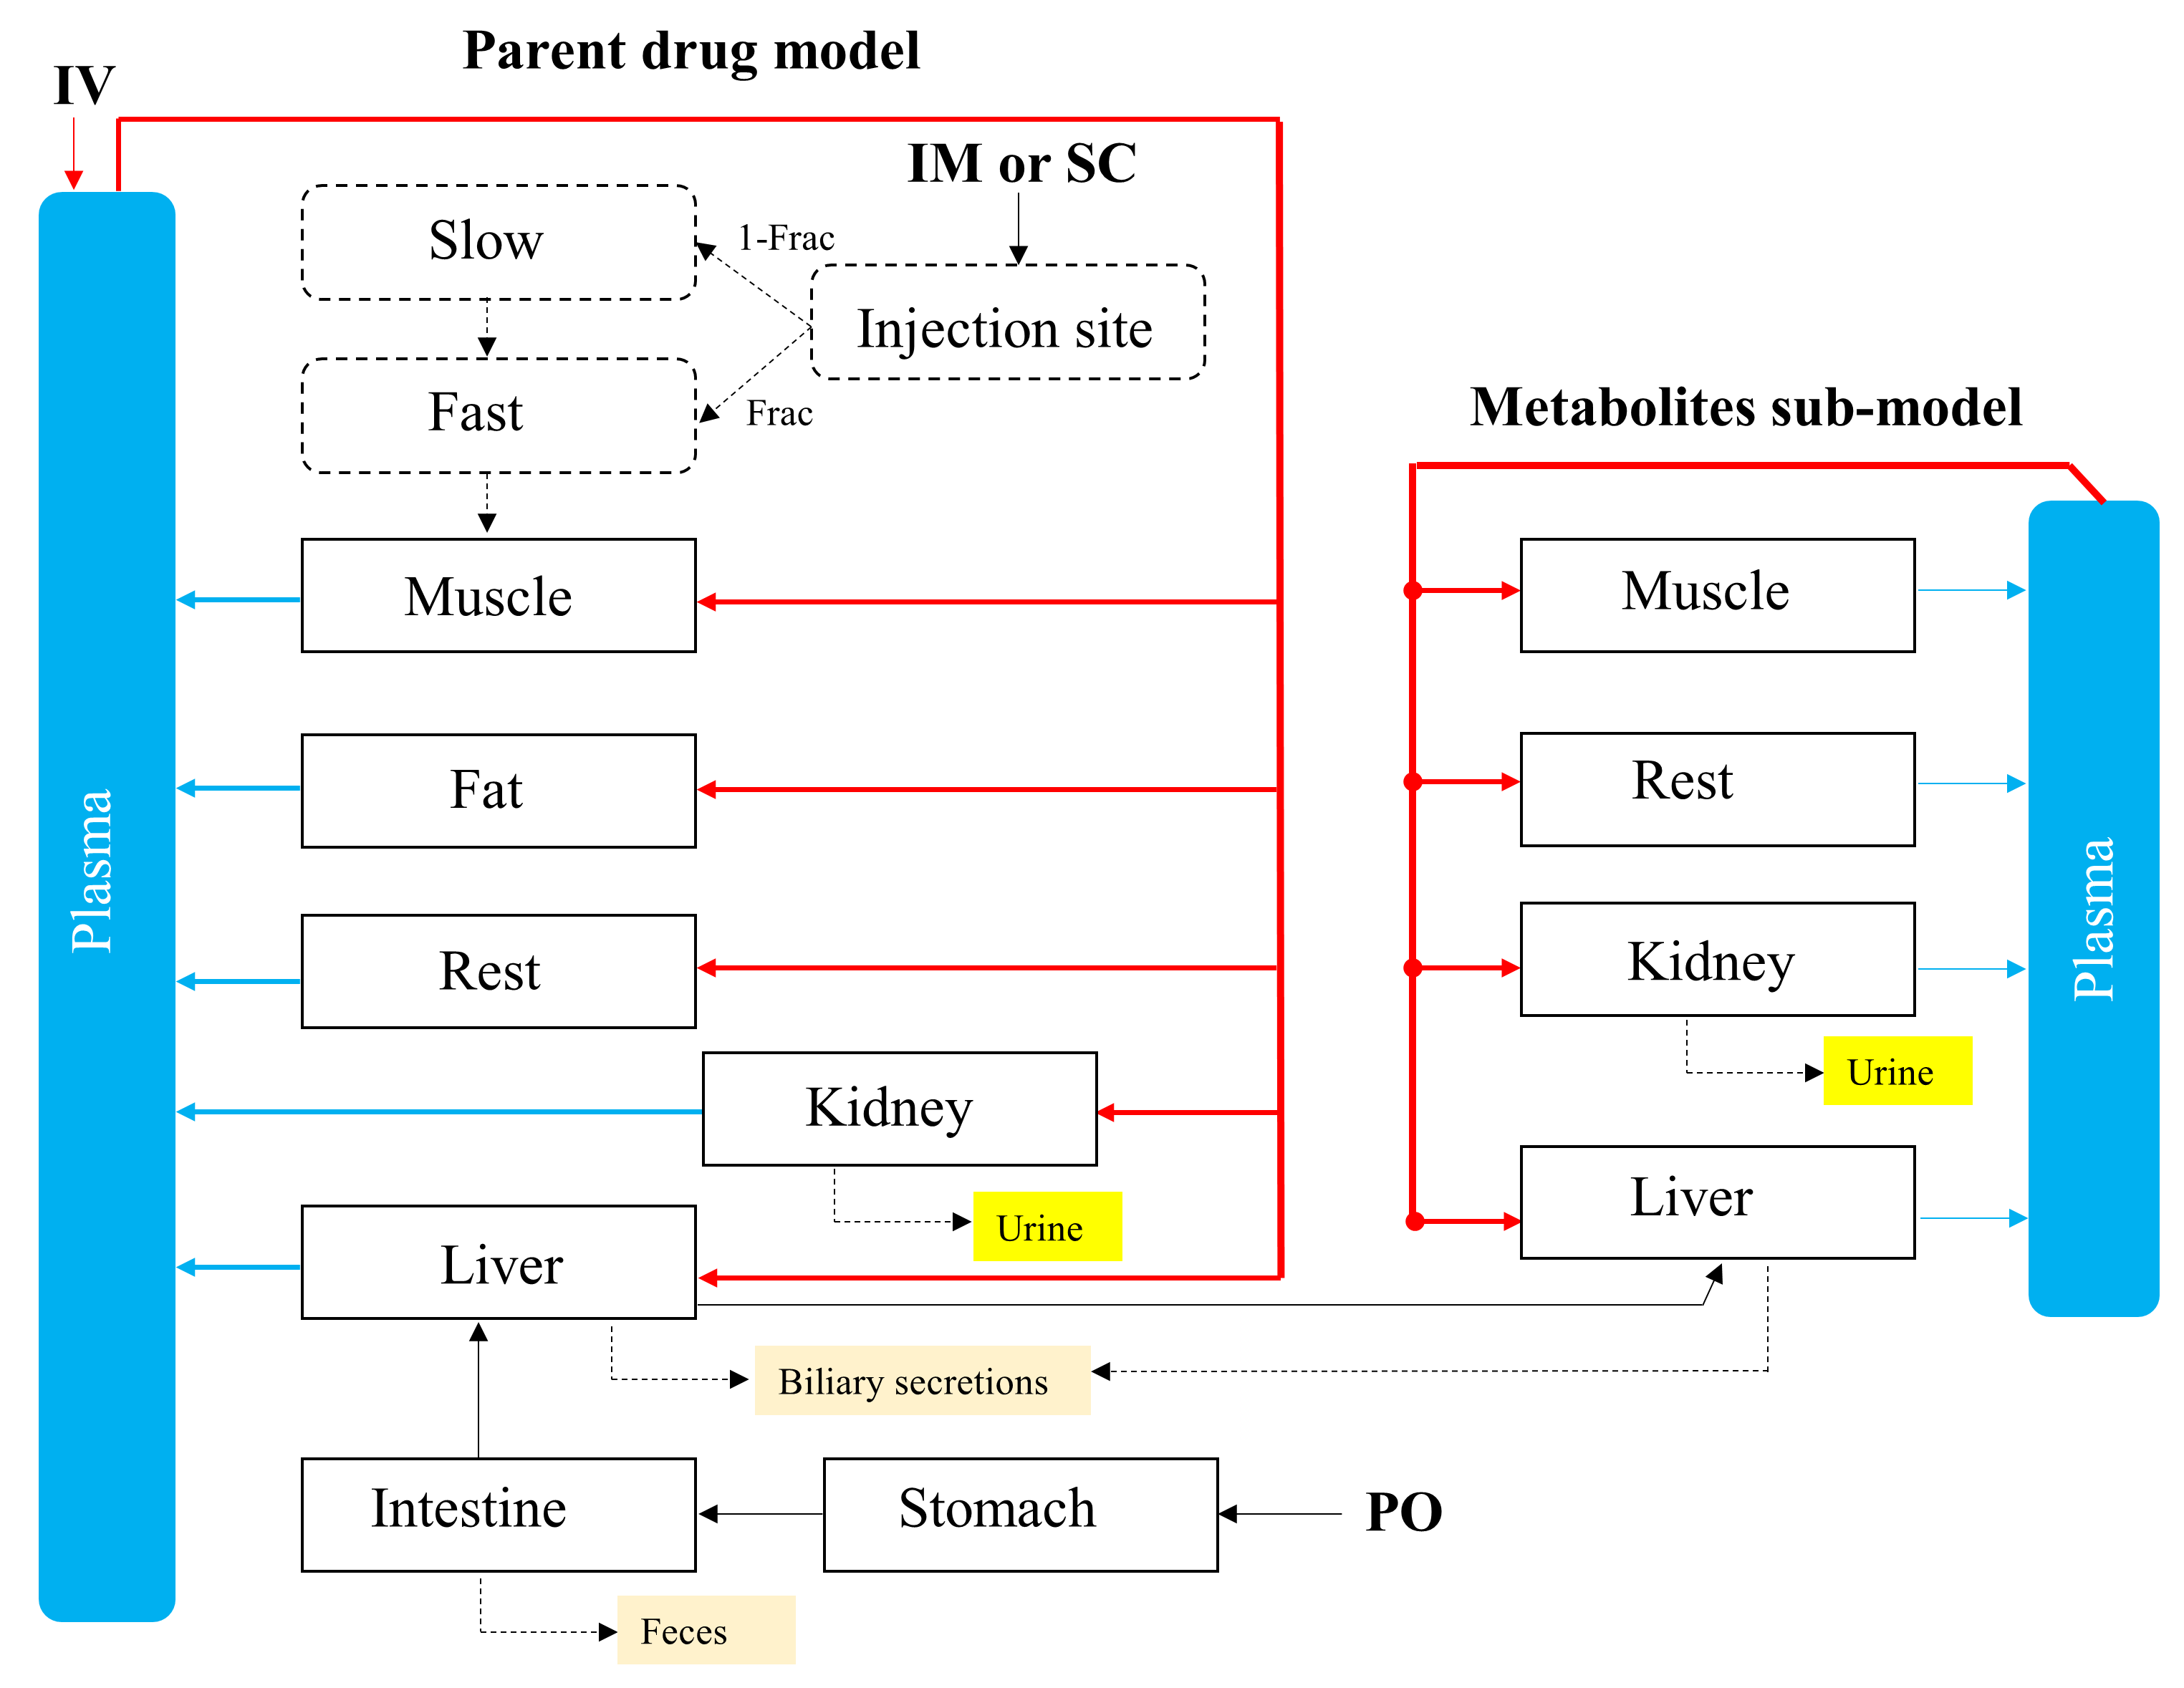 Parent drug model
IV
IM or SC
Slow
1-Frac
Injection site
Fast
Frac
Metabolites sub-model
Muscle
Muscle
Fat
Rest
Plasma
Plasma
Rest
Kidney
Kidney
Urine
Liver
Urine
Liver
Biliary secretions
Intestine
Stomach
PO
Feces